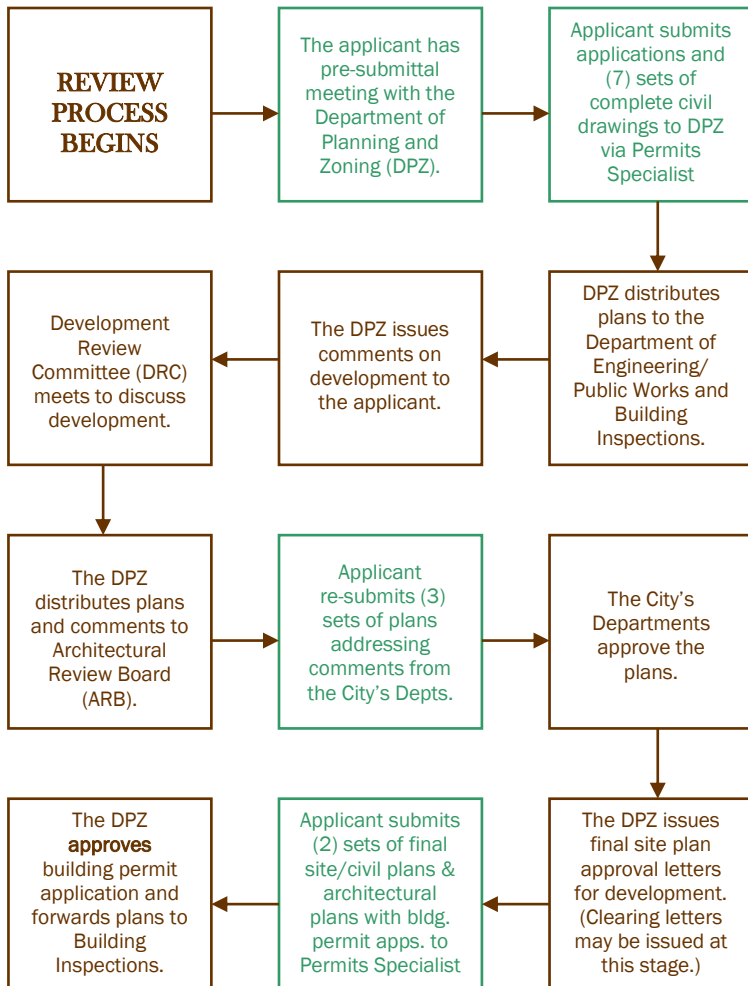 REVIEW
PROCESS
BEGINS
The applicant has
pre-submittal
meeting with the
Department of
Planning and
Zoning (DPZ).
Applicant submits
applications and
(7) sets of
complete civil
drawings to DPZ
via Permits
Specialist
DPZ distributes
plans to the
Department of
Engineering/
Public Works and
Building
Inspections.
The DPZ issues
comments on
development to
the applicant.
Development
Review
Committee (DRC)
meets to discuss
development.
The DPZ
distributes plans
and comments to
Architectural
Review Board
(ARB).
Applicant
re-submits (3)
sets of plans
addressing
comments from
the City's Depts.
The City's
Departments
approve the
plans.
The DPZ issues
final site plan
approval letters
for development.
(Clearing letters
may be issued at
this stage.)
Applicant submits
(2) sets of final
site/civil plans &
architectural
plans with bldg.
permit apps. to
Permits Specialist
The DPZ
approves
building permit
application and
forwards plans to
Building
Inspections.